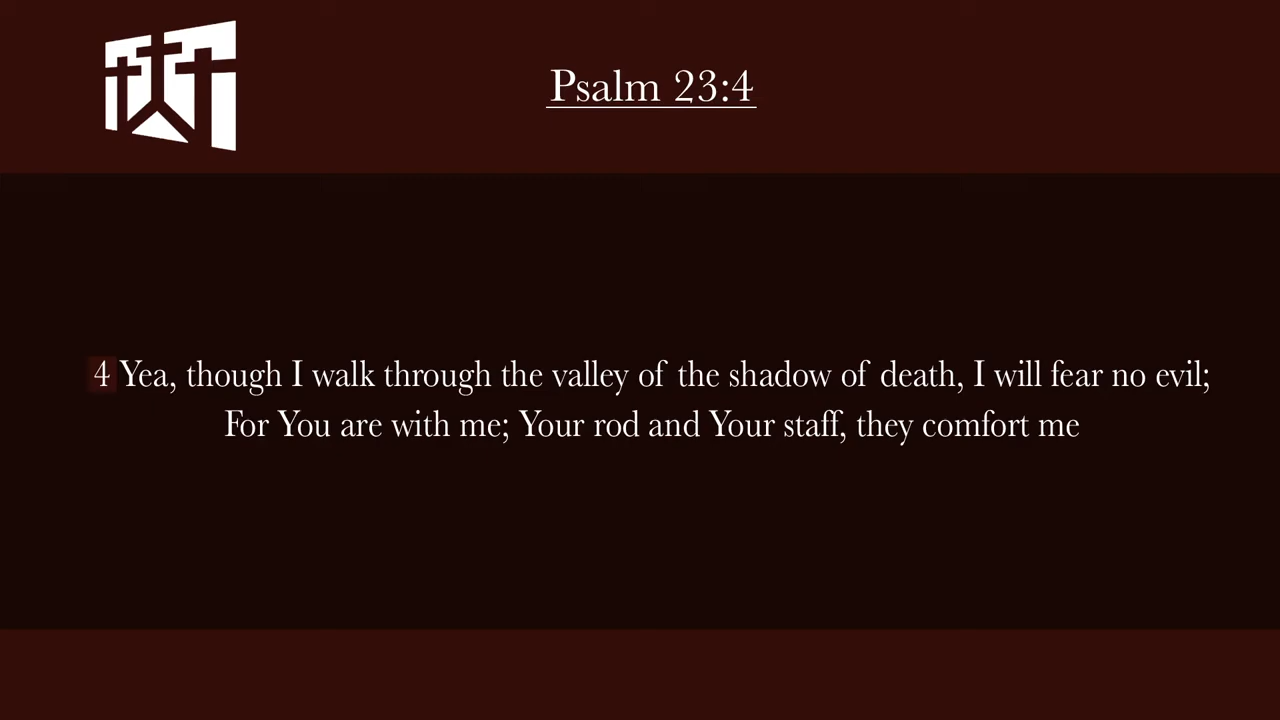 Psalm 23:4
4 Yea, though I walk through the valley of the shadow of death, I will fear no evil;
For You are with me; Your rod and Your staff, they comfort me